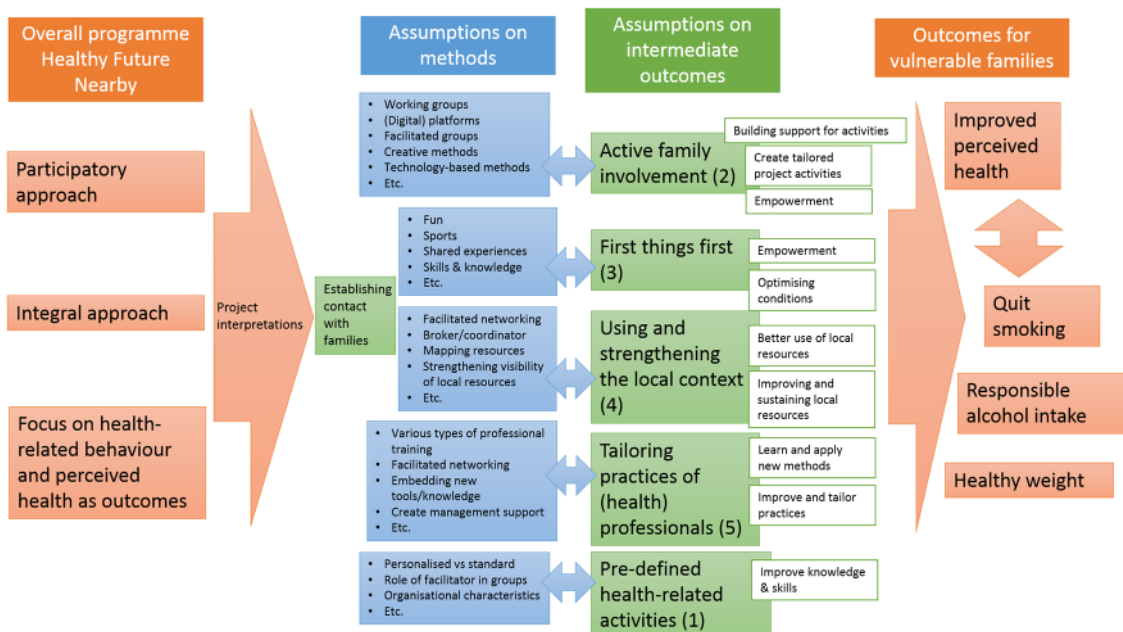 Overall programme
Healthy Future
Nearby
Participatory
approach
Integral approach
Focus on health-
related behaviour
and perceived
health as outcomes
Project
interpretations
Establishing
contact
with
families
Assumptions on
methods
• Working groups
• (Digital) platforms
• Facilitated groups
• Creative methods
• Technology-based methods
• Etc.
• Fun
• Sports
• Shared experiences
• Skills & knowledge
• Etc.
• Facilitated networking
• Broker/coordinator
• Mapping resources
• Strengthening visibility
of local resources
• Etc.
• Various types of professional
training
• Facilitated networking
• Embedding new
tools/knowledge
• Create management support
• Etc.
• Personalised vs standard
• Role of facilitator in groups
• Organisational characteristics
• Etc.
Assumptions on
intermediate
outcomes
Active family
involvement (2)
Building support for activities
Create tailored
project activities
Empowerment
First things first
(3)
Empowerment
Optimising
conditions
Using and
strengthening
the local context
(4)
Better use of local
resources
Improving and
sustaining local
resources
Tailoring
practices of
(health)
professionals (5)
Learn and apply
new methods
Improve and tailor
practices
Pre-defined
health-related
activities (1)
Improve knowledge
& skills
Outcomes for
vulnerable families
Improved
perceived
health
Quit
smoking
Responsible
alcohol intake
Healthy weight